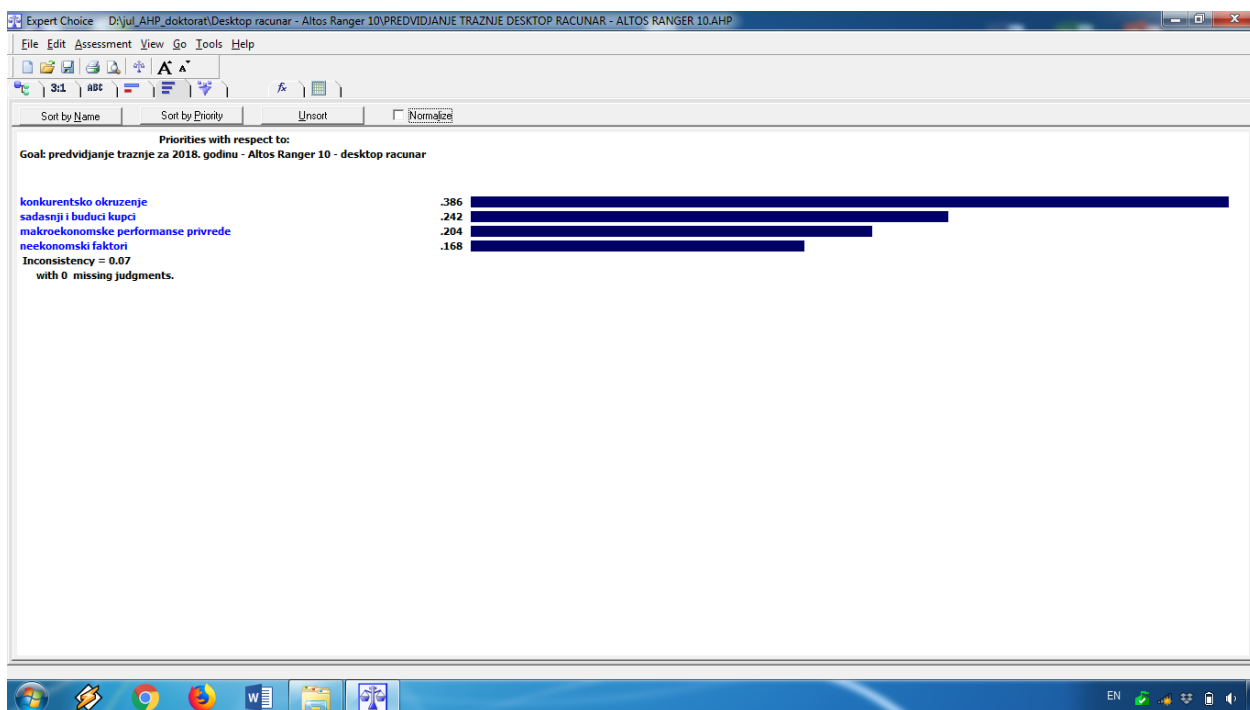 Expert Choice D:\jul_AHP_doktorat\Desktop racunar - Altos Ranger 10\PREDVIDJANJE TRAZNJE DESKTOP RACUNAR - ALTOS RANGER 10.AHP
File Edit Assessment View Go Tools Help
A A
3:1 ABC fx
Sort by Name Sort by Priority Unsort Normalize
Priorities with respect to:
Goal: predvidjanje traznje za 2018. godinu - Altos Ranger 10 - desktop racunar
konkurentsko okruzenje .386
sadasnji i buduci kupci .242
makroekonomske performanse privrede .204
neekonomski faktori .168
Inconsistency = 0.07
with 0 missing judgments.
W EN